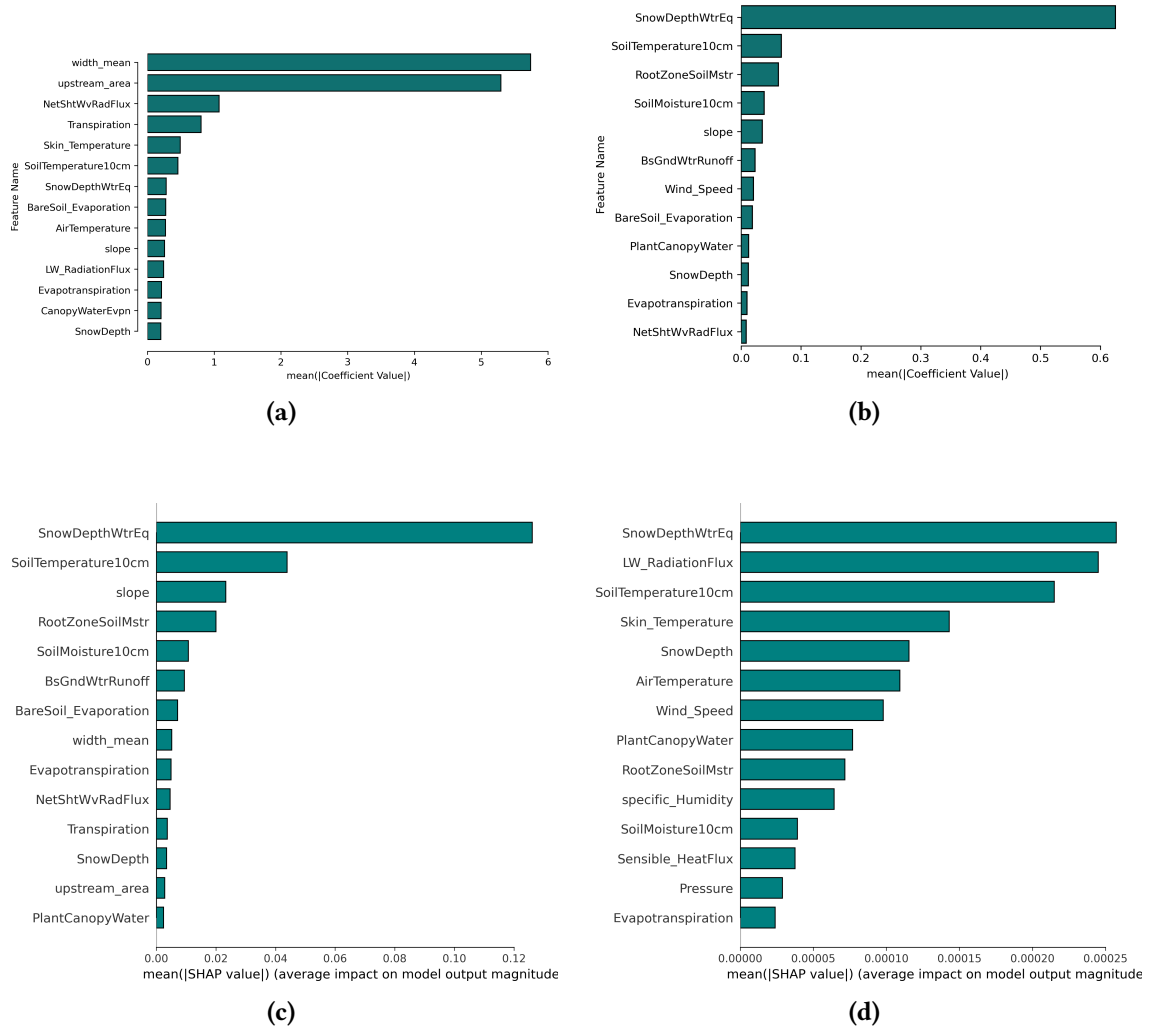 Feature Name
width_mean
upstream_area
NetShtWvRadFlux
Transpiration
Skin_Temperature
SoilTemperature10cm
SnowDepthWtrEq
BareSoil_Evaporation
AirTemperature
slope
LW_RadiationFlux
Evapotranspiration
CanopyWaterEvpn
SnowDepth
0 1 2 3 4 5 6
mean(|Coefficient Value|)
(a)
Feature Name
SnowDepthWtrEq
SoilTemperature10cm
RootZoneSoilMstr
SoilMoisture10cm
slope
BsGndWtrRunoff
Wind_Speed
BareSoil_Evaporation
PlantCanopyWater
SnowDepth
Evapotranspiration
NetShtWvRadFlux
0.0 0.1 0.2 0.3 0.4 0.5 0.6
mean(|Coefficient Value|)
(b)
SnowDepthWtrEq
SoilTemperature10cm
slope
RootZoneSoilMstr
SoilMoisture10cm
BsGndWtrRunoff
BareSoil_Evaporation
width_mean
Evapotranspiration
NetShtWvRadFlux
Transpiration
SnowDepth
upstream_area
PlantCanopyWater
0.00 0.02 0.04 0.06 0.08 0.10 0.12
mean(|SHAP value|) (average impact on model output magnitude
(c)
SnowDepthWtrEq
LW_RadiationFlux
SoilTemperature10cm
Skin_Temperature
SnowDepth
AirTemperature
Wind_Speed
PlantCanopyWater
RootZoneSoilMstr
specific_Humidity
SoilMoisture10cm
Sensible_HeatFlux
Pressure
Evapotranspiration
0.00000 0.00005 0.00010 0.00015 0.00020 0.00025
mean(|SHAP value|) (average impact on model output magnitude
(d)